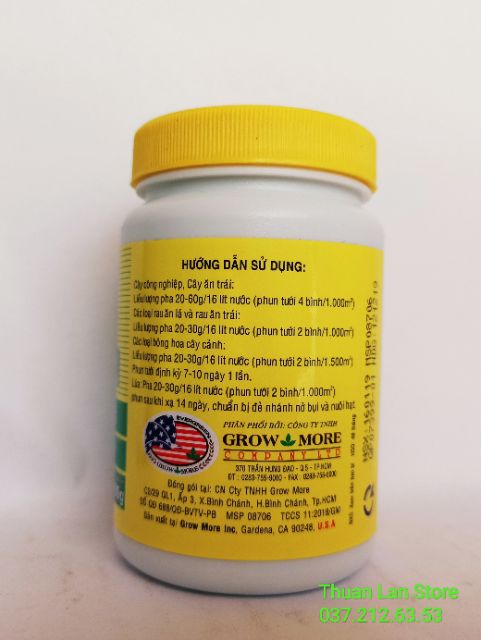 HƯỚNG DẪN SỬ DỤNG:
Cây công nghiệp, Cây ăn trái:
Liều lượng pha 20-60g/16 lít nước (phun tưới 4 bình/1.000m²)
Các loại rau ăn lá và rau ăn trái:
Liều lượng pha 20-30g/16 lít nước (phun tưới 2 bình/1.000m²)
Các loại bông hoa cây cảnh:
Liều lượng pha 20-30g/16 lít nước (phun tưới 2 bình/1.500m²)
Phun tưới định kỳ 7-10 ngày 1 lần.
Lúa: Pha 20-30g/16 lít nước (phun tưới 2 bình/1.000m²)
phun sau khi xạ 14 ngày, chuẩn bị đẻ nhánh nở bụi và nuôi hạt.
PHÂN PHỐI BỞI: CÔNG TY TNHH
GROW MORE
COMPANY LTD
370 TRẦN HƯNG ĐẠO - Q5 - TP HCM
Đóng gói tại: CN Cty TNHH Grow More
QL1, Ấp 3, X.Bình Chánh, H.Bình Chánh, Tp.HCM
MSP 08706 TCCS 11:2018/GM
Sản xuất tại Grow More Inc, Gardena, CA 90248, U.S.A
MSP 08706
Thuan Lan Store
037.212.63.53